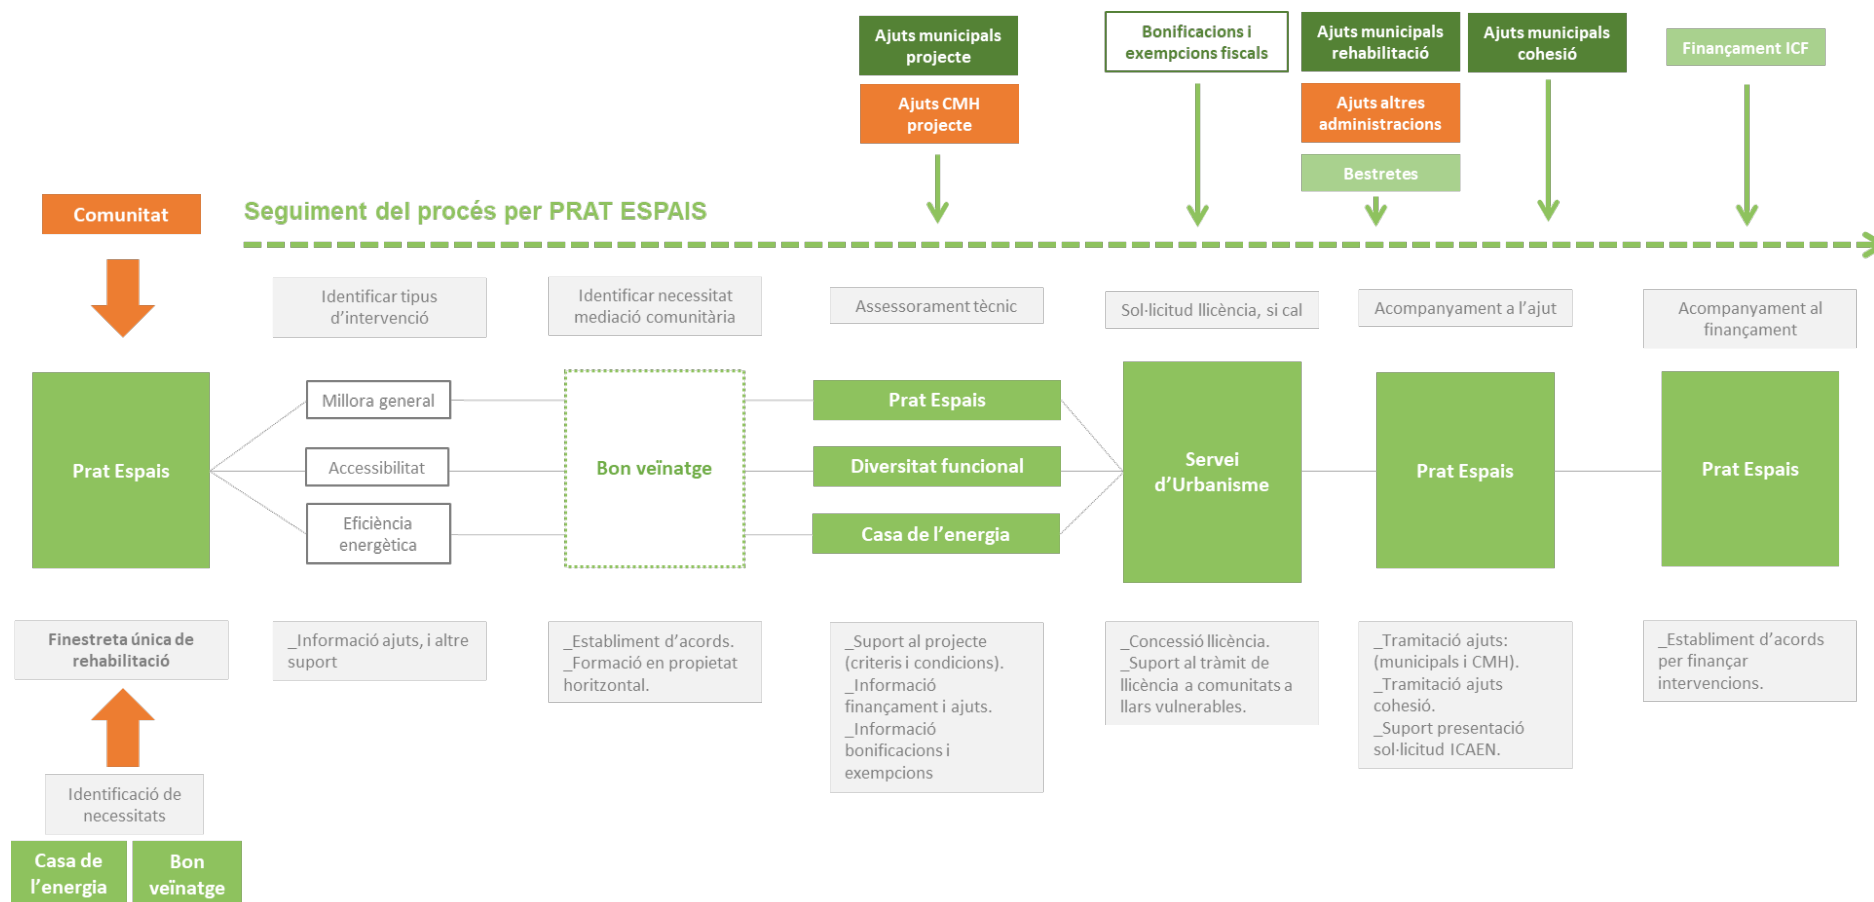 Ajuts municipals
projecte
Ajuts CMH
projecte
Bonificacions i
exempcions fiscals
Ajuts municipals
rehabilitació
Ajuts altres
administracions
Bestretes
Ajuts municipals
cohesió
Finançament ICF
Comunitat
Seguiment del procés per PRAT ESPAIS
Identificar tipus
d'intervenció
Identificar necessitat
mediació comunitària
Assessorament tècnic
Sol·licitud llicència, si cal
Acompanyament a l'ajut
Acompanyament al
finançament
Prat Espais
Millora general
Accessibilitat
Eficiència
energètica
Bon veïnatge
Prat Espais
Diversitat funcional
Casa de l'energia
Servei
d'Urbanisme
Prat Espais
Prat Espais
Finestreta única de
rehabilitació
_Informació ajuts, i altre
suport
_Establiment d'acords.
_Formació en propietat
horitzontal.
_Suport al projecte
(criteris i condicions).
_Informació
finançament i ajuts.
_Informació
bonificacions i
exempcions
_Concessió llicència.
_Suport al tràmit de
llicència a comunitats a
llars vulnerables.
_Tramitació ajuts:
(municipals i CMH).
_Tramitació ajuts
cohesió.
_Suport presentació
sol·licitud ICAEN.
_Establiment d'acords
per finançar
intervencions.
Identificació de
necessitats
Casa de
l'energia
Bon
veïnatge